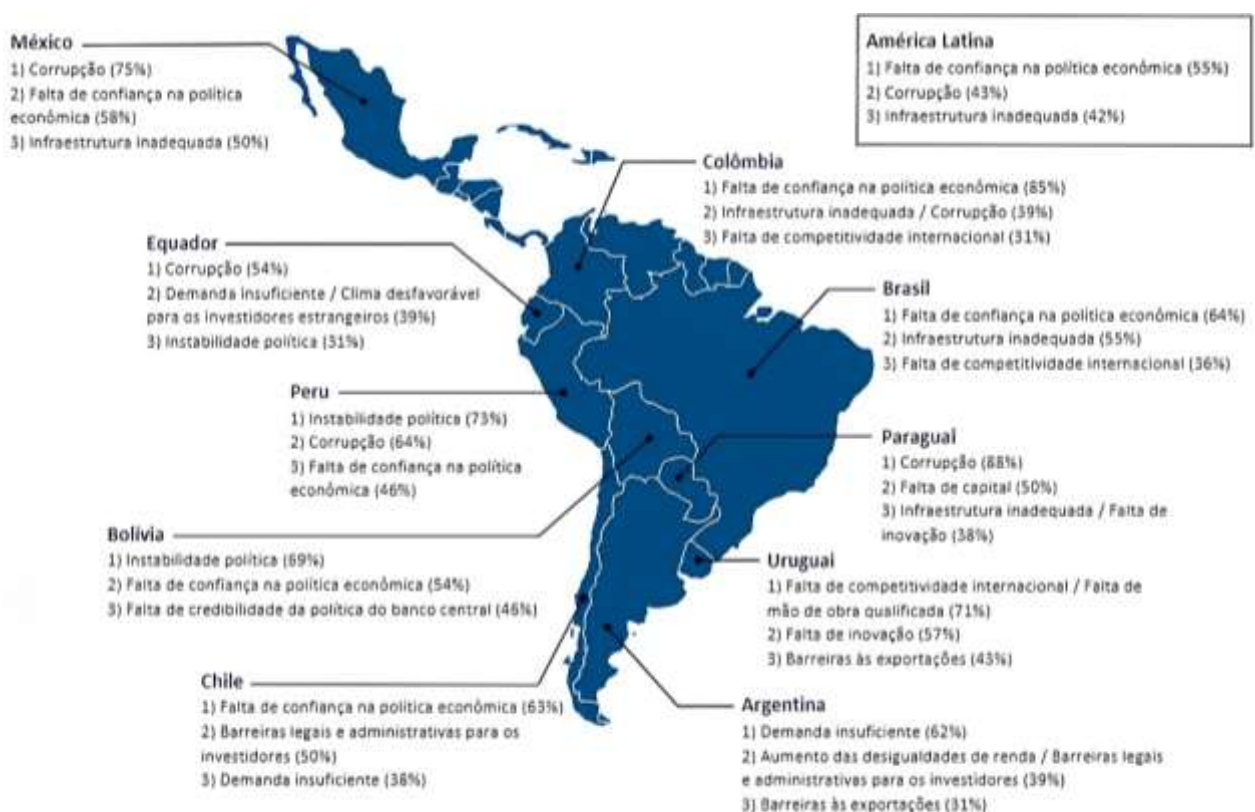 México
1) Corrupção (75%)
2) Falta de confiança na política
econômica (58%)
3) Infraestrutura inadequada (50%)
América Latina
1) Falta de confiança na política econômica (55%)
2) Corrupção (43%)
3) Infraestrutura inadequada (42%)
Colômbia
1) Falta de confiança na política econômica (85%)
2) Infraestrutura inadequada / Corrupção (39%)
3) Falta de competitividade internacional (31%)
Equador
1) Corrupção (54%)
2) Demanda insuficiente / Clima desfavorável
para os investidores estrangeiros (39%)
3) Instabilidade política (31%)
Brasil
1) Falta de confiança na política econômica (64%)
2) Infraestrutura inadequada (55%)
3) Falta de competitividade internacional (36%)
Peru
1) Instabilidade política (73%)
2) Corrupção (64%)
3) Falta de confiança na política
econômica (46%)
Paraguai
1) Corrupção (88%)
2) Falta de capital (50%)
3) Infraestrutura inadequada / Falta de
inovação (38%)
Bolívia
1) Instabilidade política (69%)
2) Falta de confiança na política econômica (54%)
3) Falta de credibilidade da política do banco central (46%)
Uruguai
1) Falta de competitividade internacional / Falta de
mão de obra qualificada (71%)
2) Falta de inovação (57%)
3) Barreiras às exportações (43%)
Chile
1) Falta de confiança na política econômica (63%)
2) Barreiras legais e administrativas para os
investidores (50%)
3) Demanda insuficiente (38%)
Argentina
1) Demanda insuficiente (62%)
2) Aumento das desigualdades de renda / Barreiras legais
e administrativas para os investidores (39%)
3) Barreiras às exportações (31%)